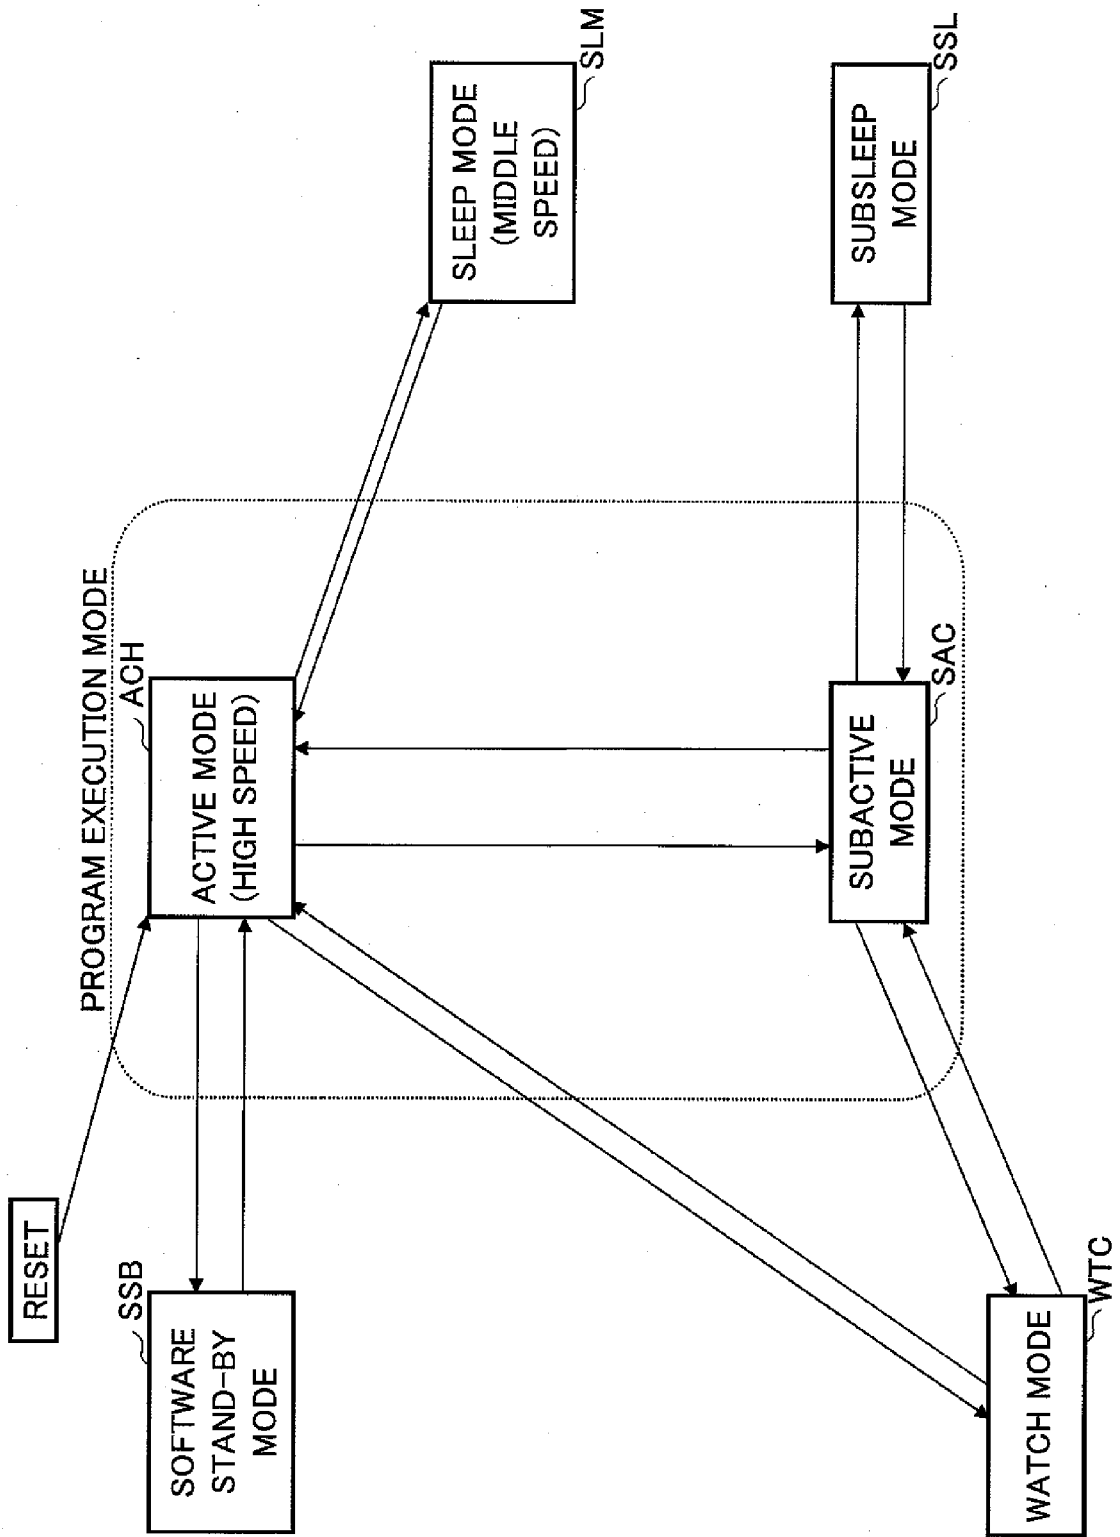 PROGRAM EXECUTION MODE
RESET
SSB
SOFTWARE
STAND-BY
MODE
ACH
ACTIVE MODE
(HIGH SPEED)
SLEEP MODE
(MIDDLE
SPEED)
SLM
WATCH MODE
WTC
SUBACTIVE
MODE
SAC
SUBSLEEP
MODE
SSL